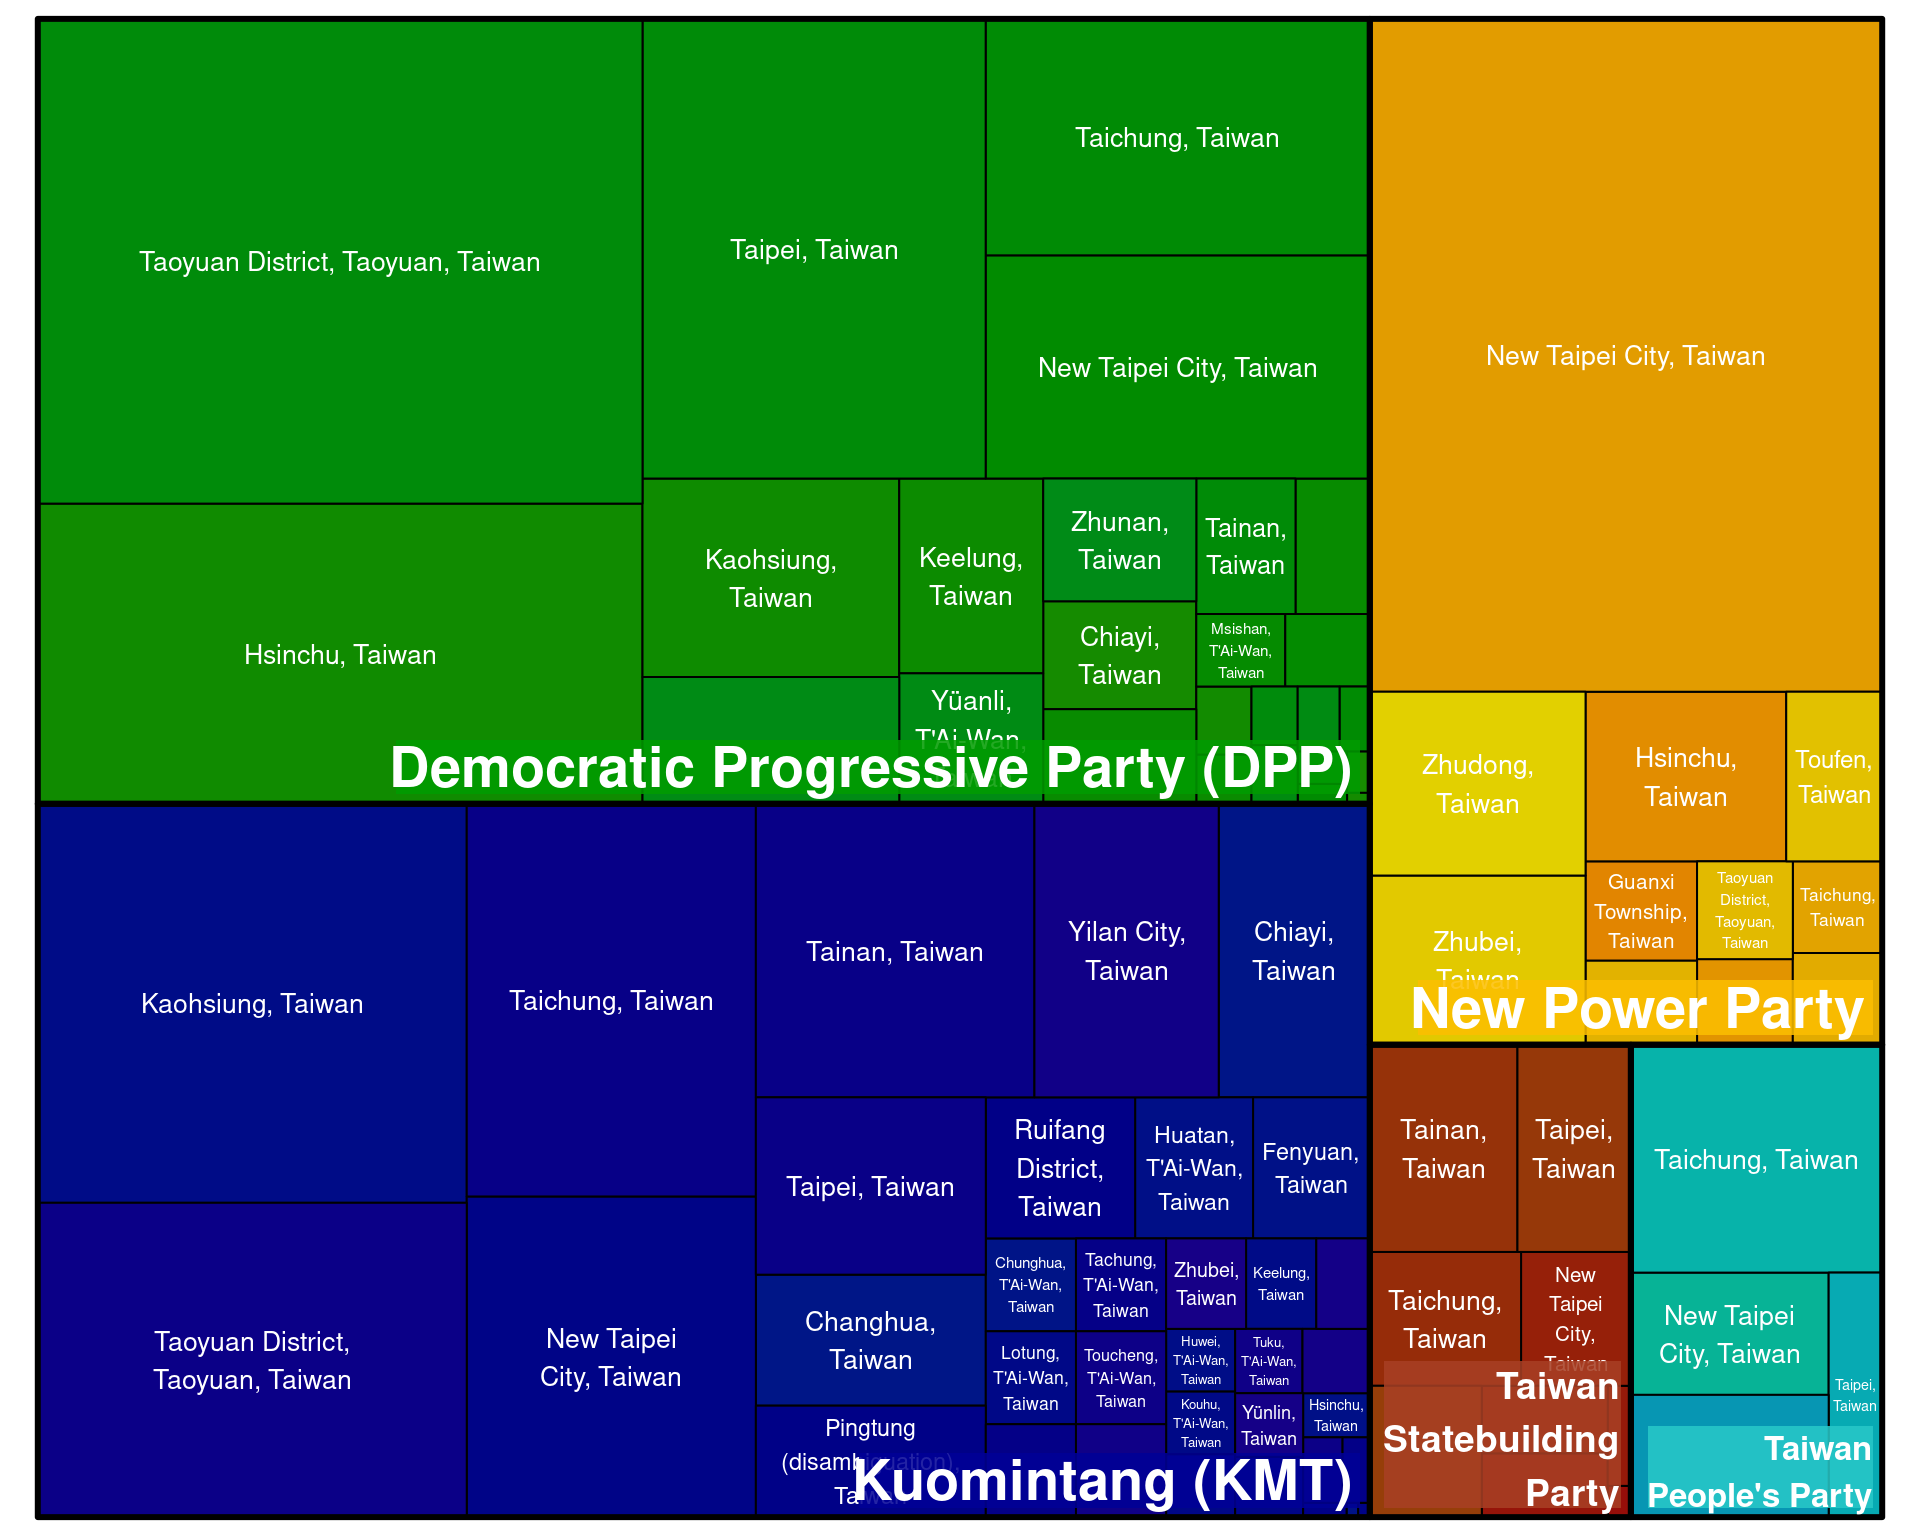 Taoyuan District, Taoyuan, Taiwan
Taipei, Taiwan
Taichung, Taiwan
New Taipei City, Taiwan
Hsinchu, Taiwan
Kaohsiung,
Taiwan
Keelung,
Taiwan
Zhunan,
Taiwan
Tainan,
Taiwan
Chiayi,
Taiwan
Msishan,
T'Ai-Wan,
Taiwan
Yüanli,
T'Ai-Wan,
Democratic Progressive Party (DPP)
New Taipei City, Taiwan
Zhudong,
Taiwan
Hsinchu,
Taiwan
Toufen,
Taiwan
Zhubei,
Taiwan
Guanxi
Township,
Taiwan
Taoyuan
District,
Taoyuan,
Taiwan
Taichung,
Taiwan
New Power Party
Kaohsiung, Taiwan
Taichung, Taiwan
Tainan, Taiwan
Yilan City,
Taiwan
Chiayi,
Taiwan
Taoyuan District,
Taoyuan, Taiwan
New Taipei
City, Taiwan
Taipei, Taiwan
Changhua,
Taiwan
Pingtung
(disambiguation),
Taiwan
Ruifang
District,
Taiwan
Huatan,
T'Ai-Wan,
Taiwan
Fenyuan,
Taiwan
Chunghua,
T'Ai-Wan,
Taiwan
Tachung,
T'Ai-Wan,
Taiwan
Zhubei,
Taiwan
Keelung,
Taiwan
Lotung,
T'Ai-Wan,
Taiwan
Toucheng,
T'Ai-Wan,
Taiwan
Huwei,
T'Ai-Wan,
Taiwan
Tuku,
T'Ai-Wan,
Taiwan
Kouhu,
T'Ai-Wan,
Taiwan
Yünlin,
Taiwan
Hsinchu,
Taiwan
Kuomintang (KMT)
Tainan,
Taiwan
Taipei,
Taiwan
Taichung,
Taiwan
New
Taipei
City,
Taiwan
Taiwan
Statebuilding
Party
Taichung, Taiwan
New Taipei
City, Taiwan
Taipei,
Taiwan
Taiwan
People's Party